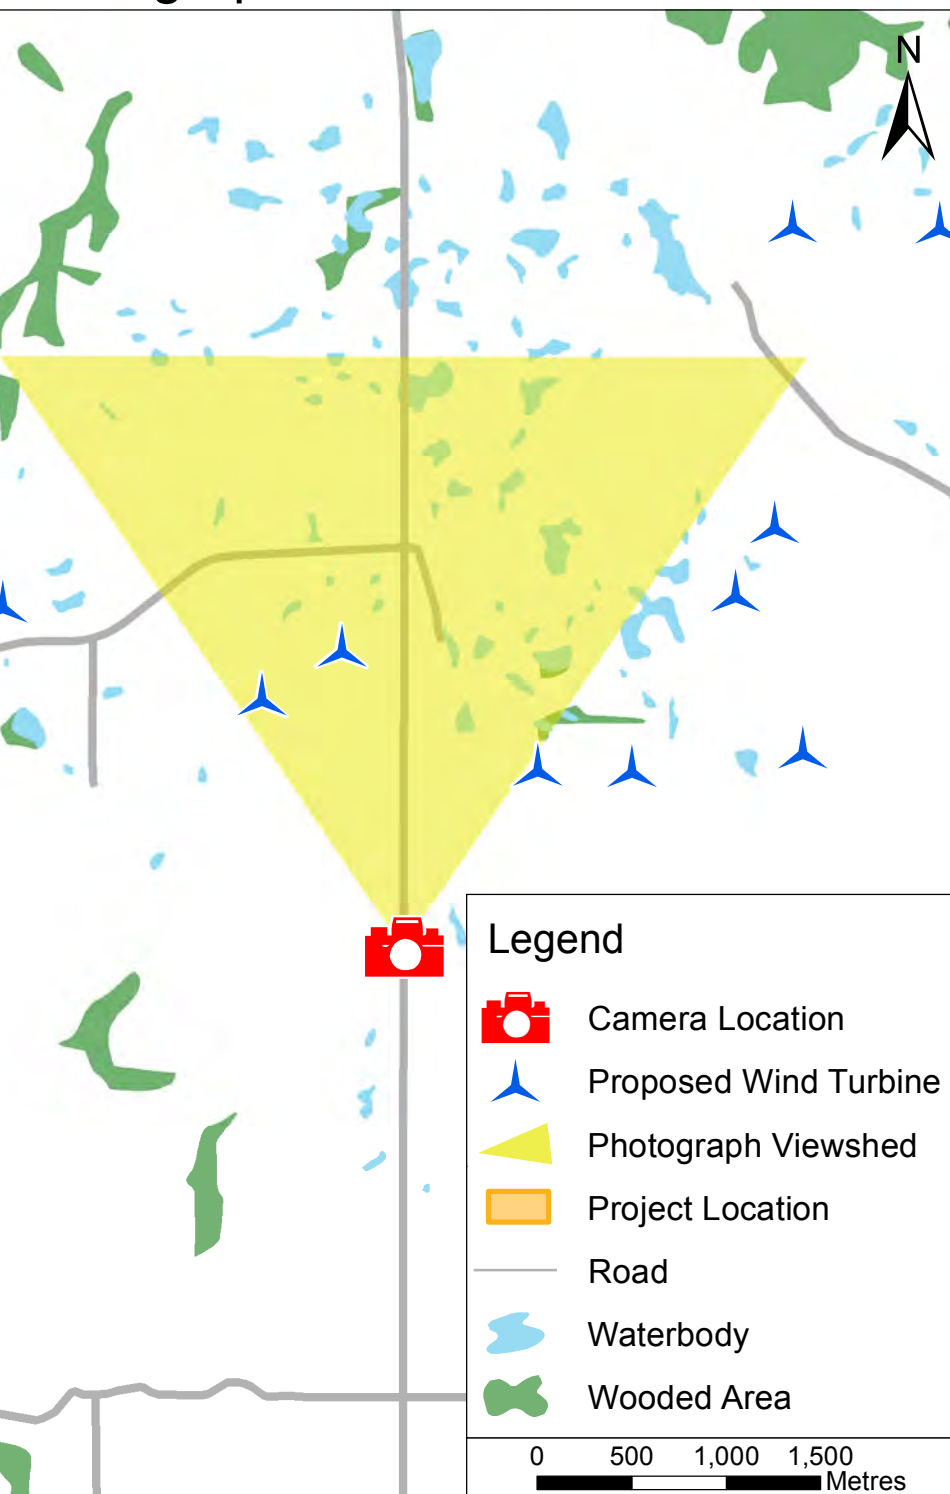 N
Legend
Camera Location
Proposed Wind Turbine
Photograph Viewshed
Project Location
Road
Waterbody
Wooded Area
0 500 1,000 1,500
Metres